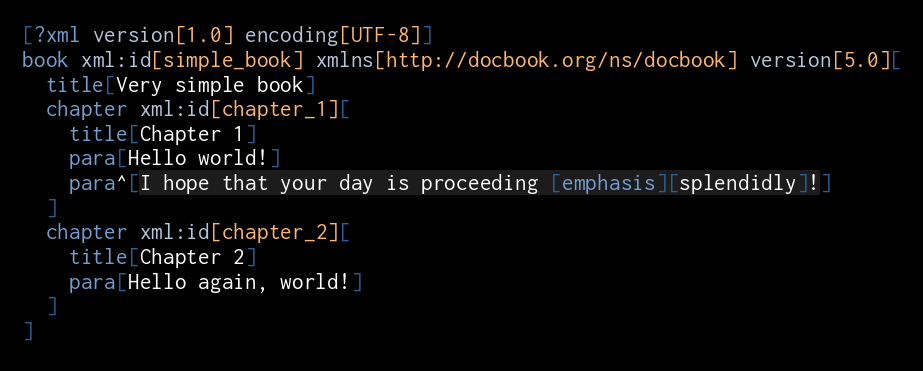 [?xml version[1.0] encoding[UTF-8]]
book xml:id[simple_book] xmlns[http://docbook.org/ns/docbook] version[5.0][
  title[Very simple book]
  chapter xml:id[chapter_1][
    title[Chapter 1]
    para[Hello world!]
    para^[I hope that your day is proceeding [emphasis][splendidly]!]
  ]
  chapter xml:id[chapter_2][
    title[Chapter 2]
    para[Hello again, world!]
  ]
]